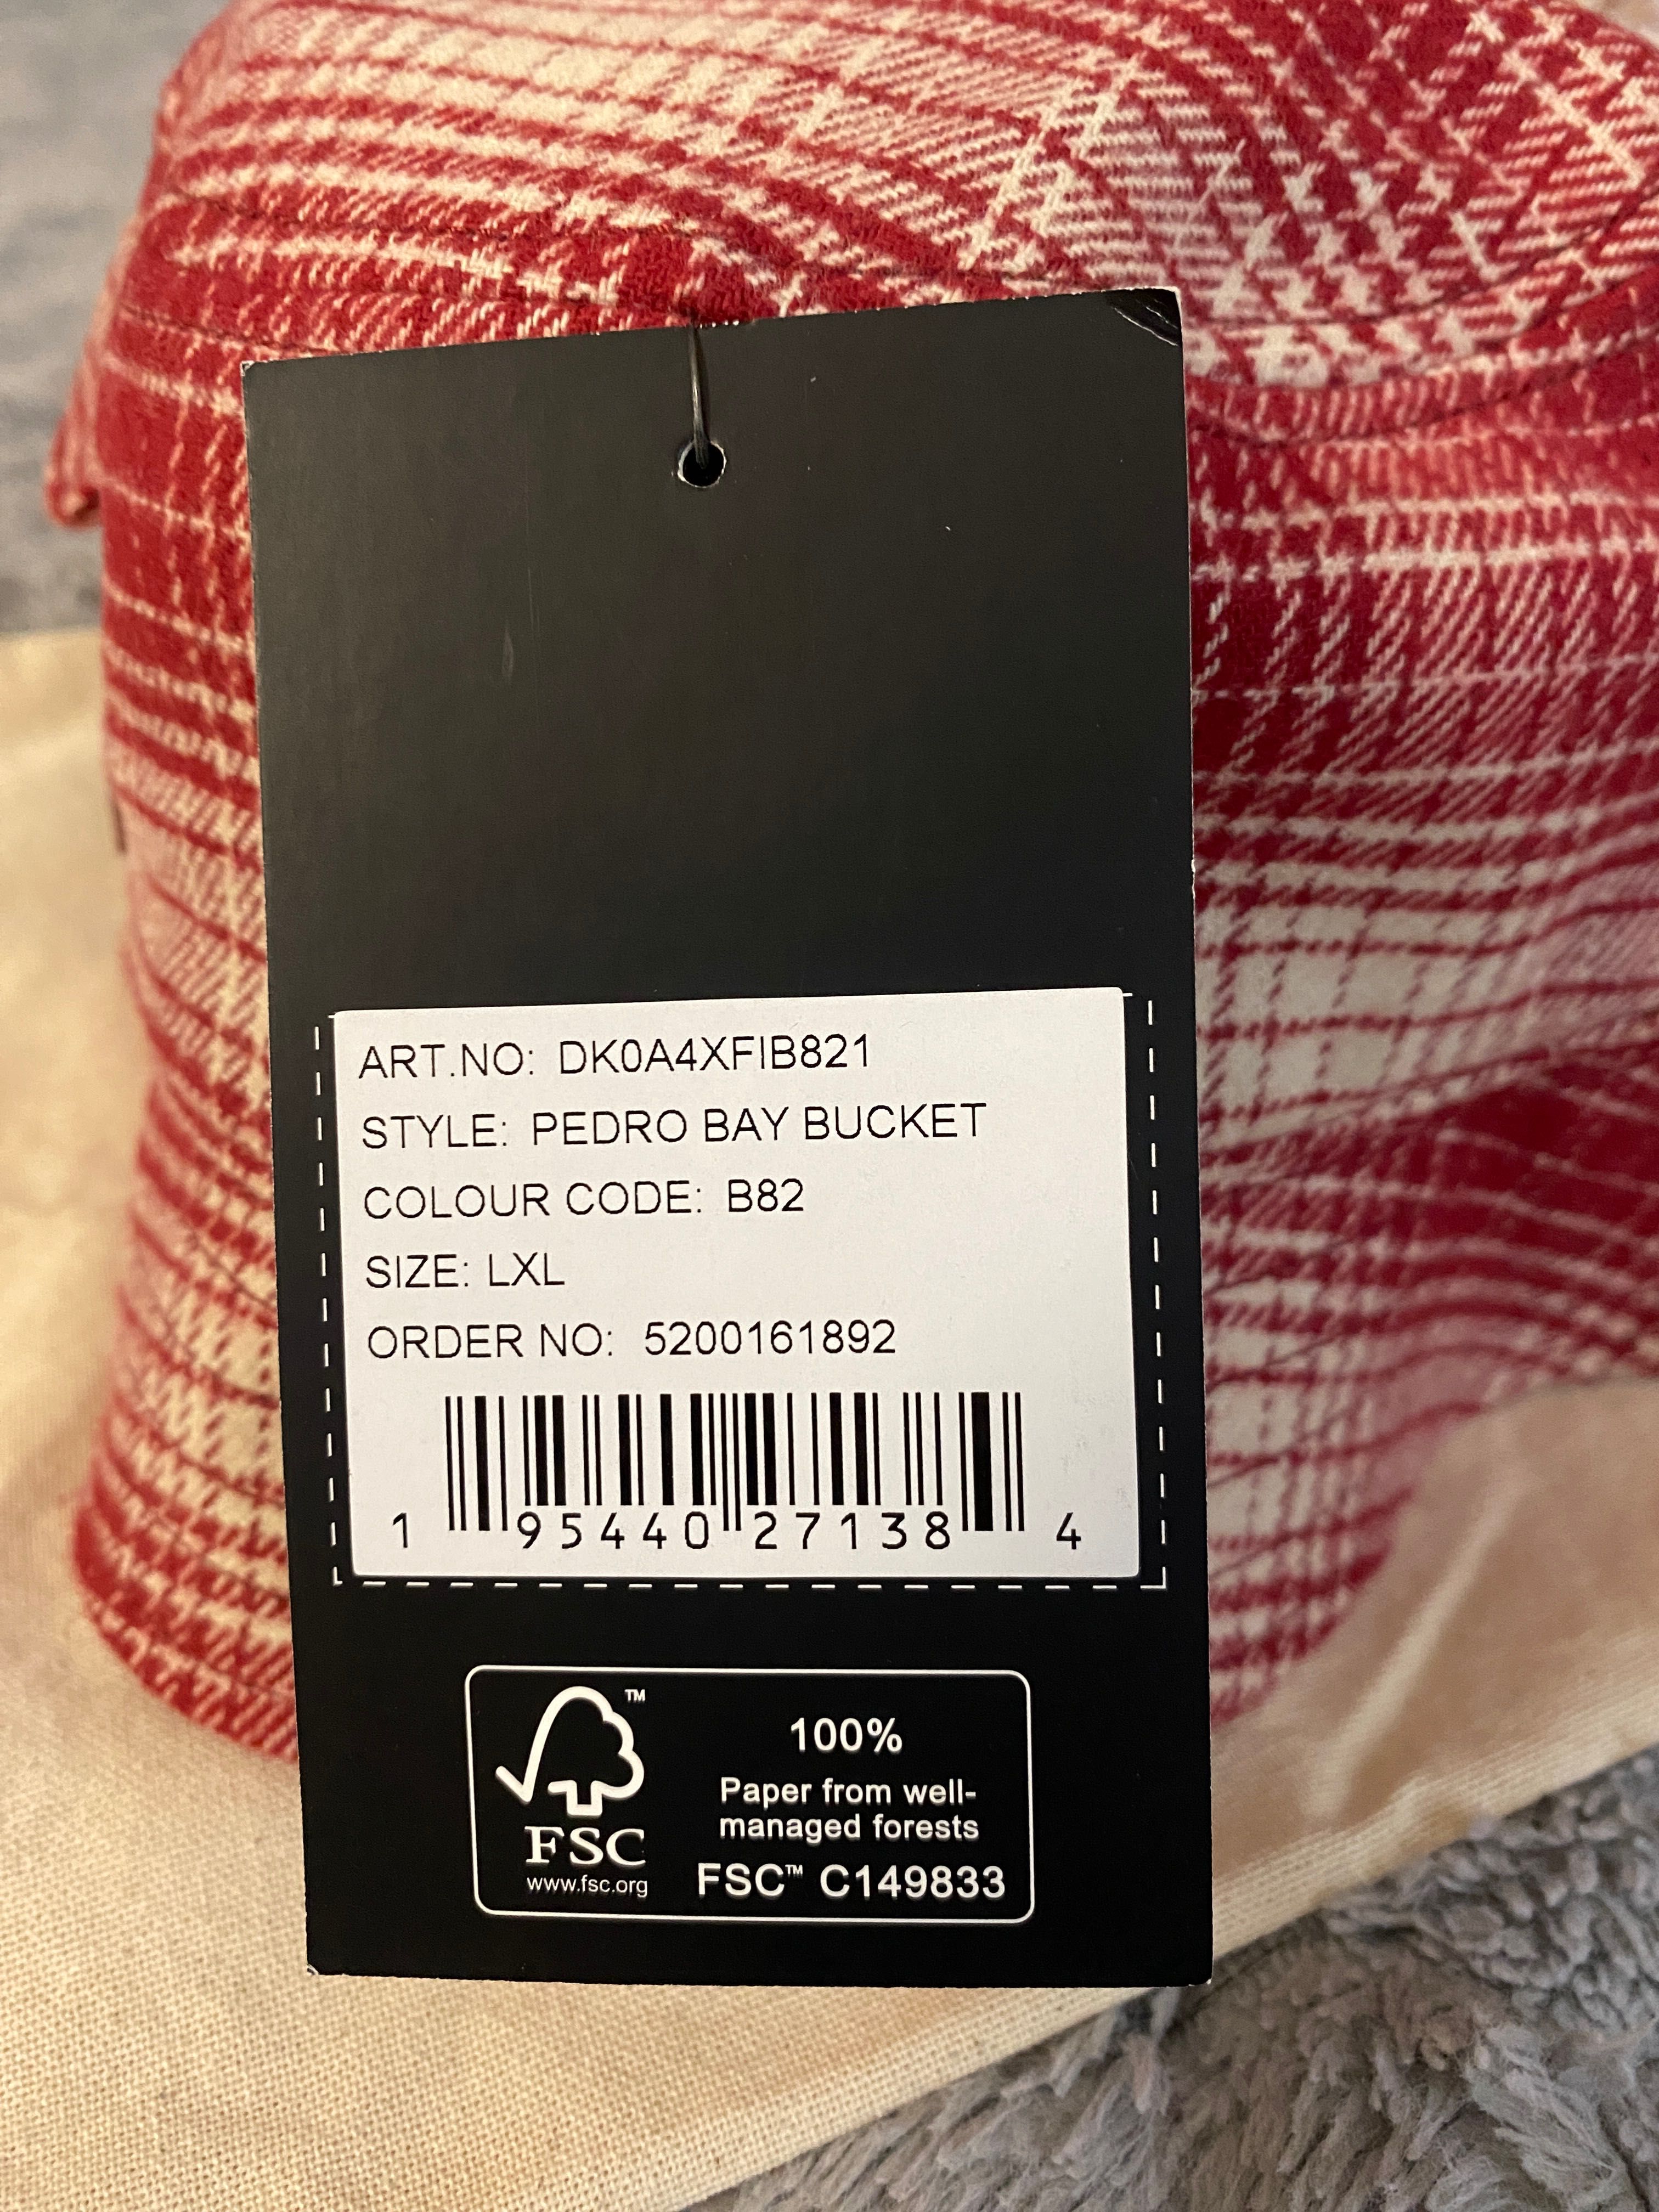 ART.NO: DK0A4XFIB821
STYLE: PEDRO BAY BUCKET
COLOUR CODE: B82
SIZE: LXL
ORDER NO: 5200161892
1 95440 27138 4
™
FSC
www.fsc.org
100%
Paper from well-
managed forests
FSC™ C149833